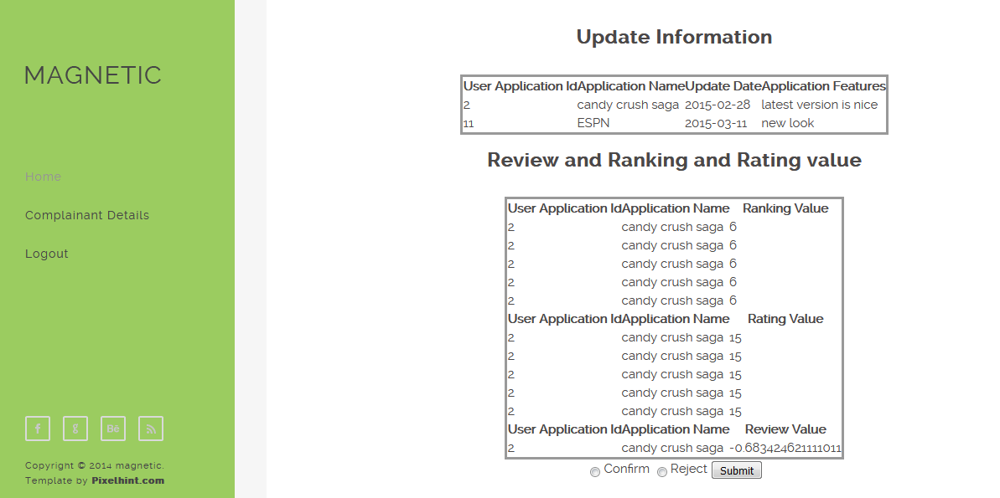 MAGNETIC
Home
Complainant Details
Logout
f g Bē
Copyright © 2014 magnetic.
Template by Pixelhint.com
Update Information
User Application Id Application Name Update Date Application Features
2 candy crush saga 2015-02-28 latest version is nice
11 ESPN 2015-03-11 new look
Review and Ranking and Rating value
User Application Id Application Name Ranking Value
2 candy crush saga 6
2 candy crush saga 6
2 candy crush saga 6
2 candy crush saga 6
2 candy crush saga 6
User Application Id Application Name Rating Value
2 candy crush saga 15
2 candy crush saga 15
2 candy crush saga 15
2 candy crush saga 15
2 candy crush saga 15
User Application Id Application Name Review Value
2 candy crush saga -0.683424621111011
Confirm Reject Submit